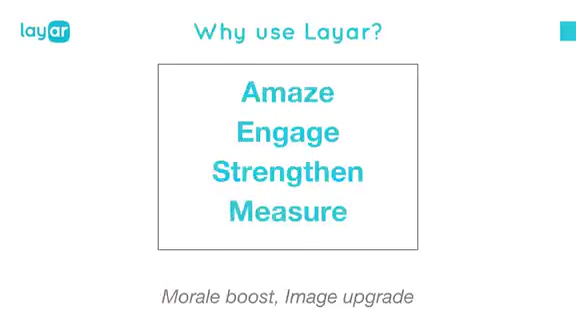 layar
Why use Layar?
Amaze
Engage
Strengthen
Measure
Morale boost, Image upgrade